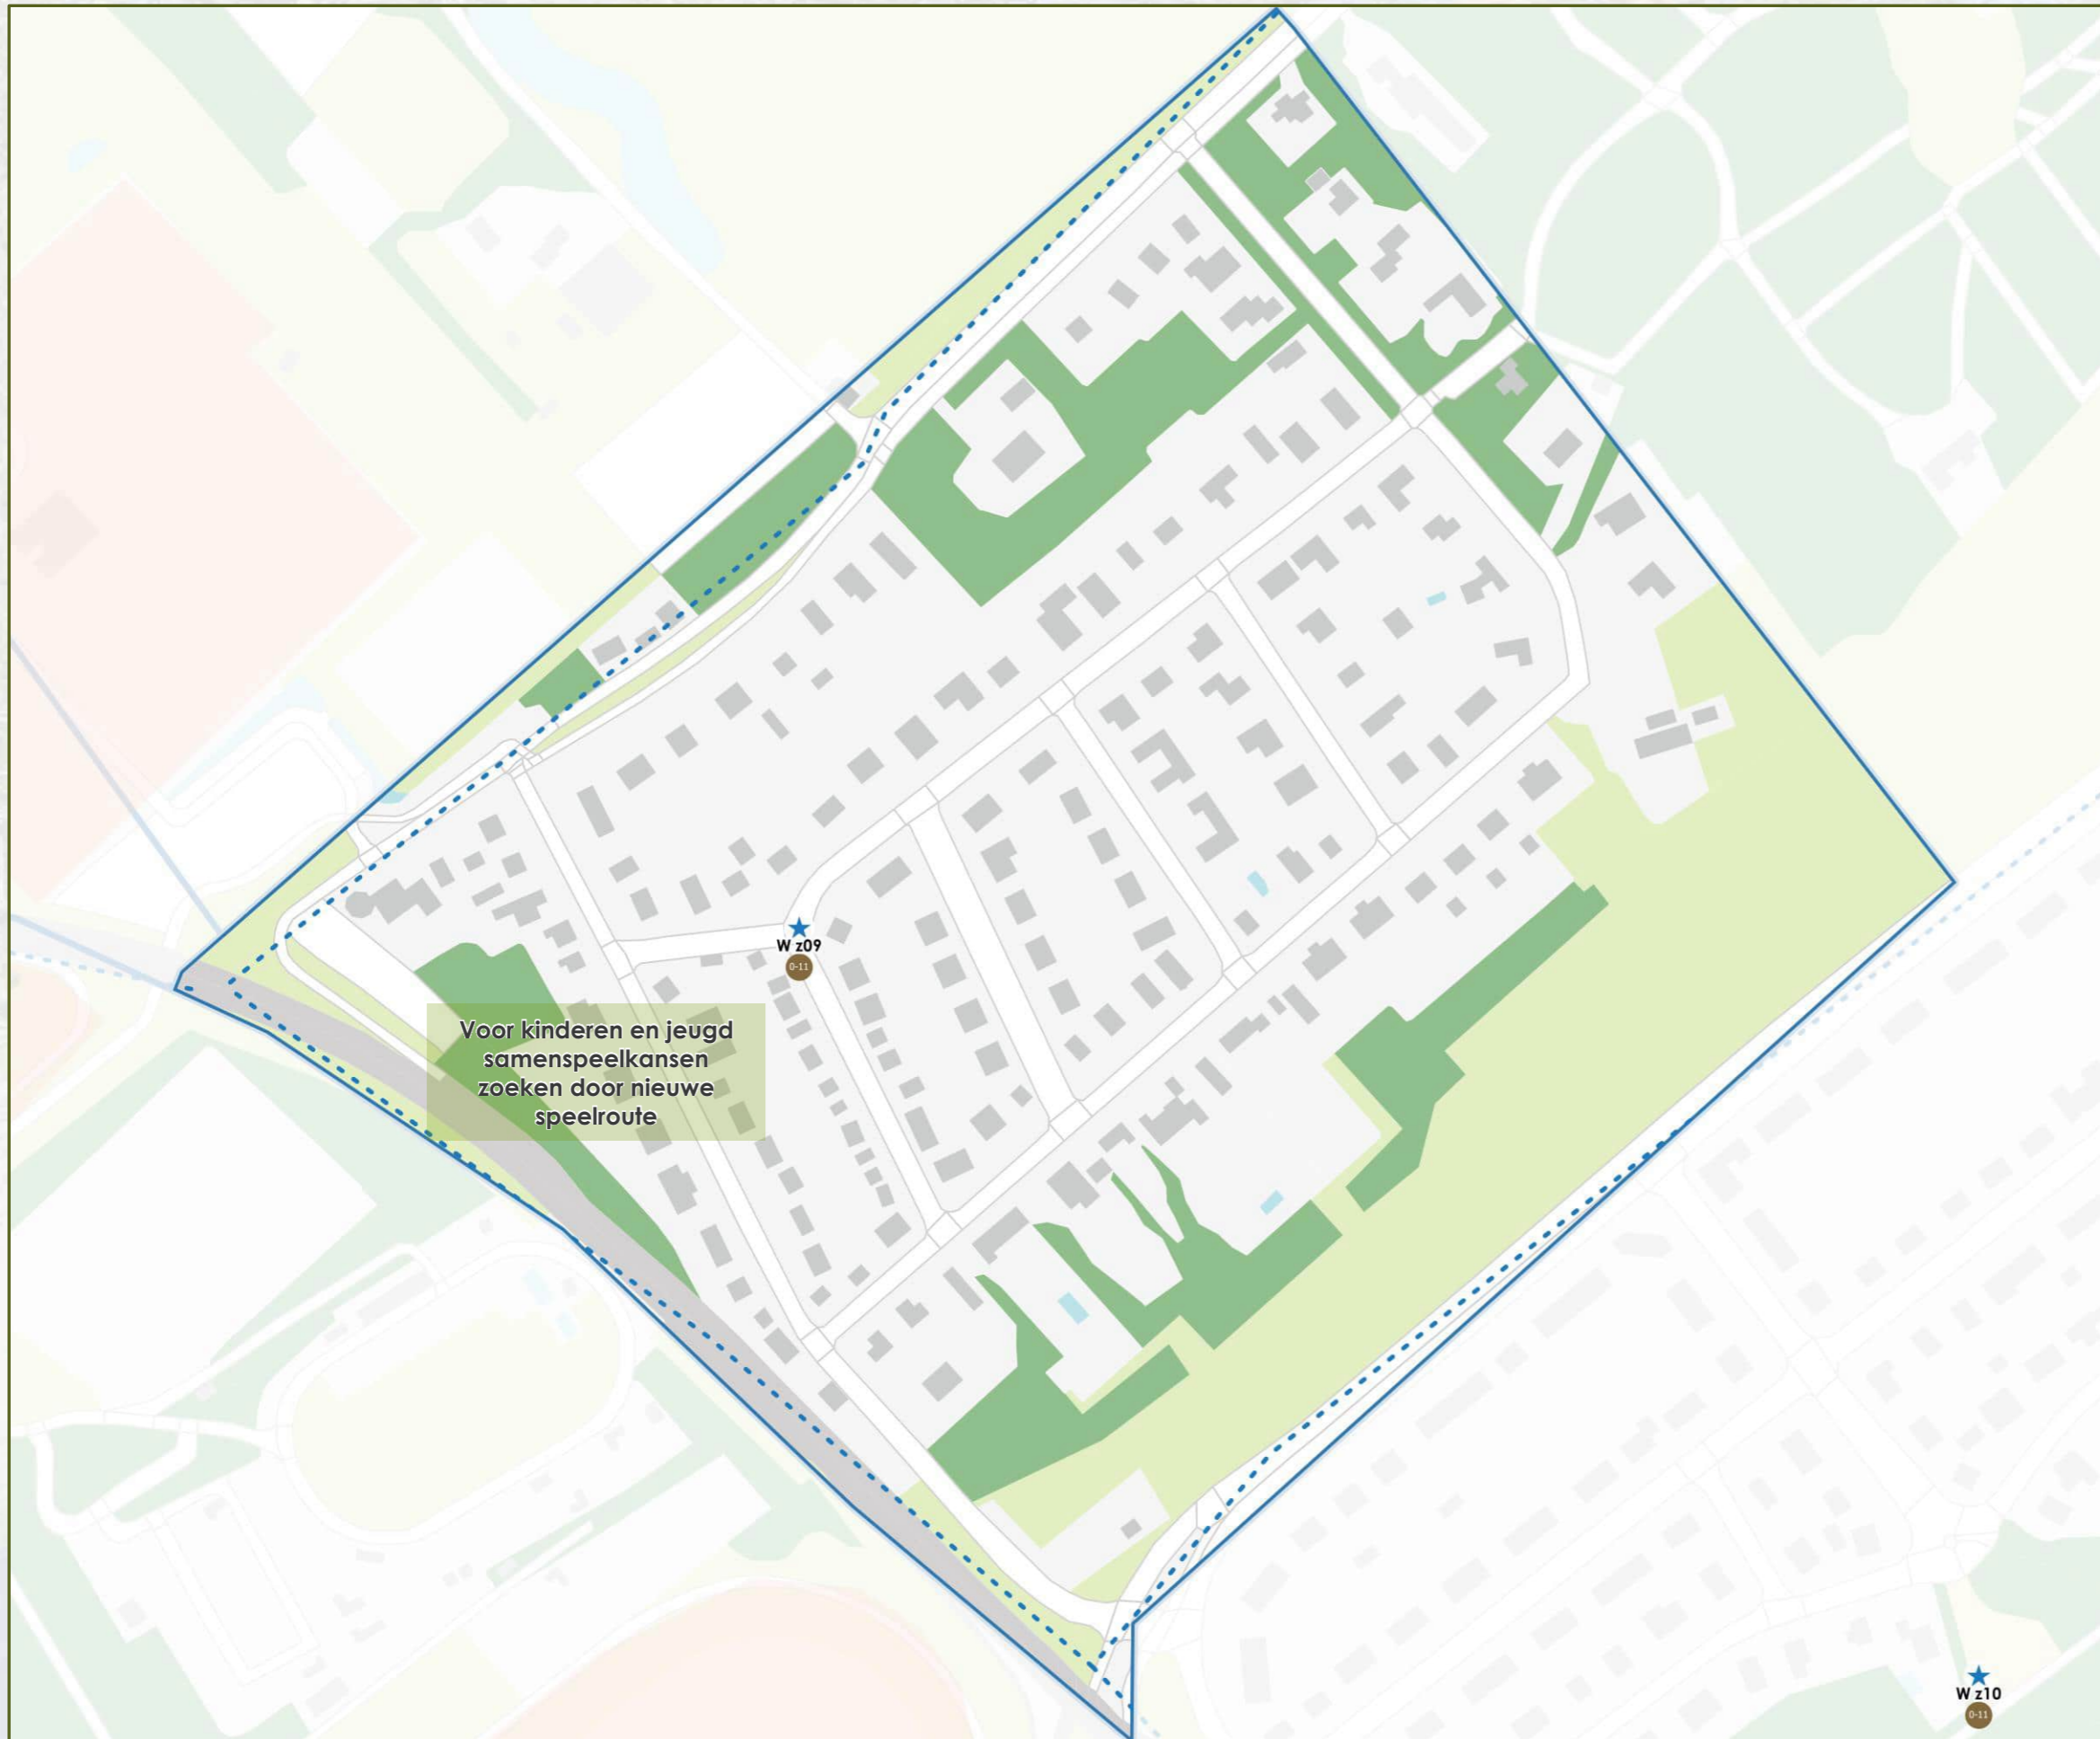 W z09
0-11
Voor kinderen en jeugd
samenspeelkansen
zoeken door nieuwe
speelroute
W z10
0-11